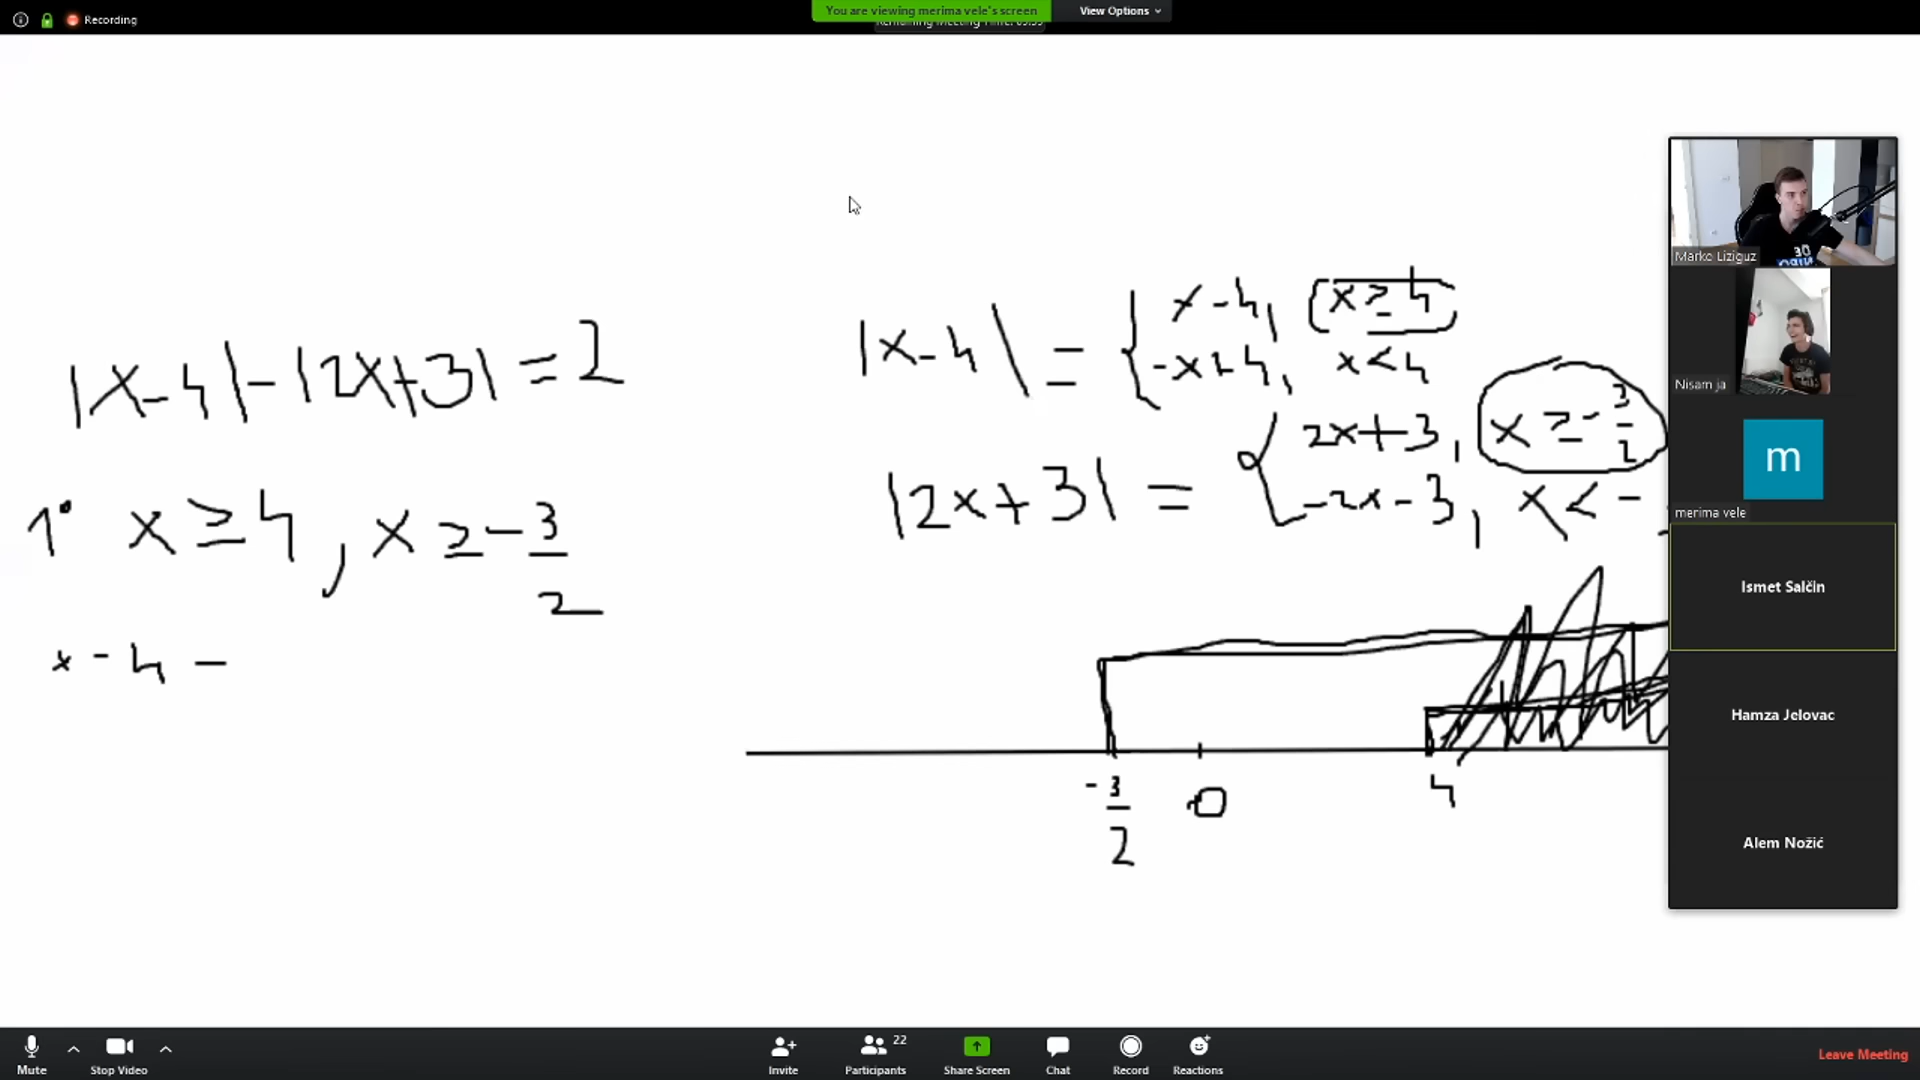 Recording
You are viewing merima vele's screen
View Options
|x-4|-|2x+3|=2
1° x≥4, x≥-3/2
x-4-
|x-4|={x-4, x≥4
-x+4, x<4
|2x+3|={2x+3, x≥-3/2
-2x-3, x<-
-3/2 0 4
Marko Liziguz
Nisam ja
m
merima vele
Ismet Salčin
Hamza Jelovac
Alem Nožić
Mute
Stop Video
Invite
Participants 22
Share Screen
Chat
Record
Reactions
Leave Meeting